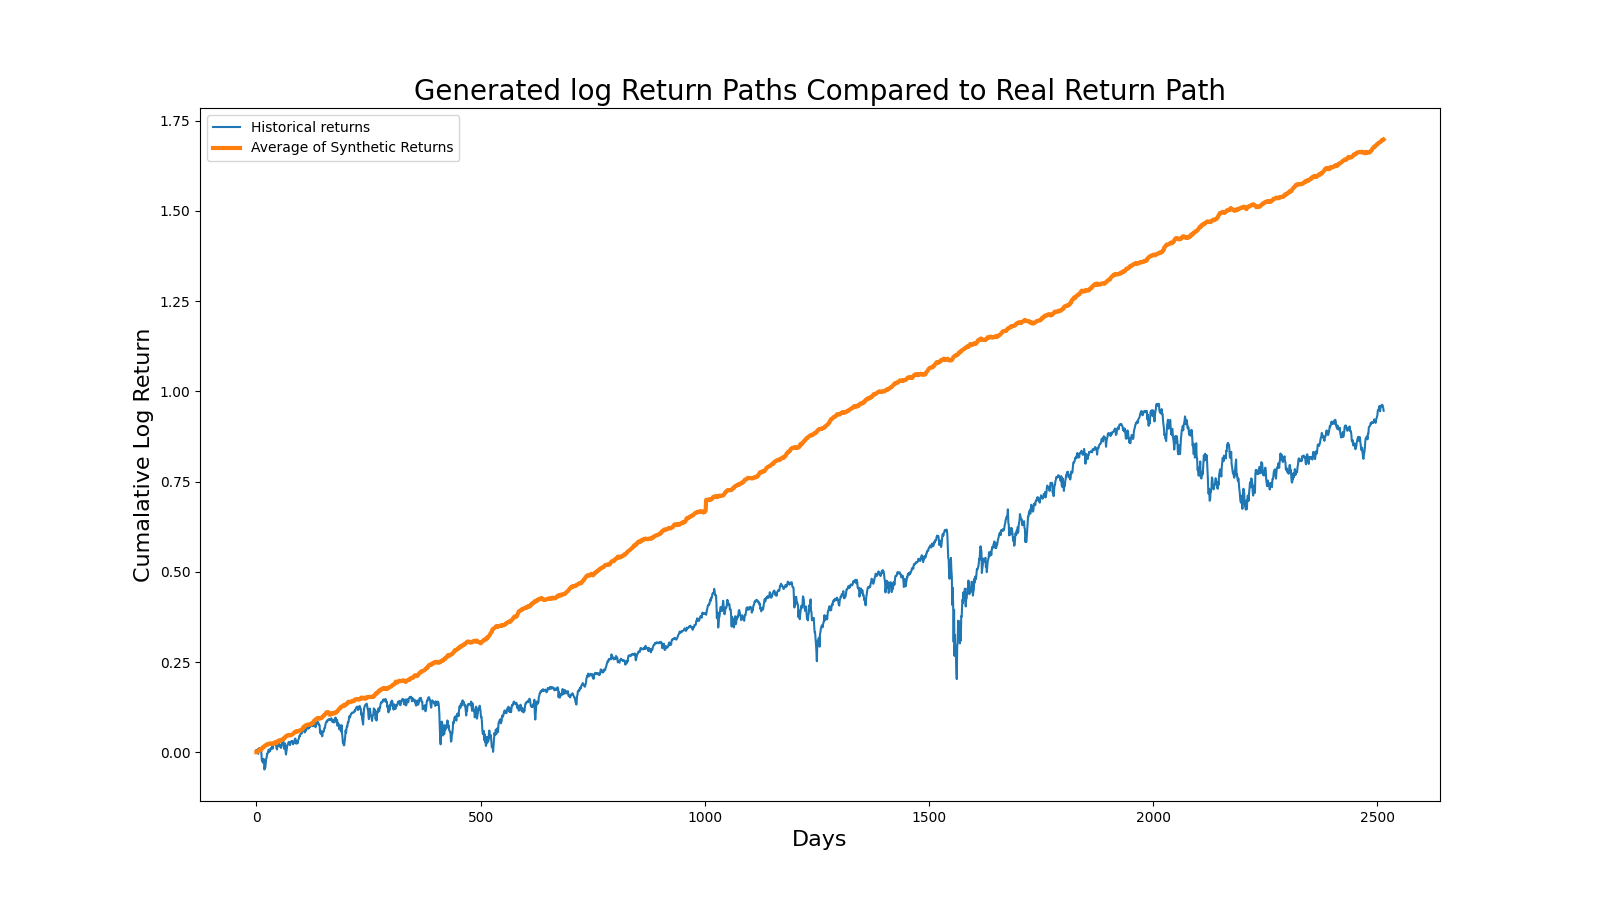 Generated log Return Paths Compared to Real Return Path
Historical returns
Average of Synthetic Returns
Cumalative Log Return
1.75
1.50
1.25
1.00
0.75
0.50
0.25
0.00
0 500 1000 1500 2000 2500
Days